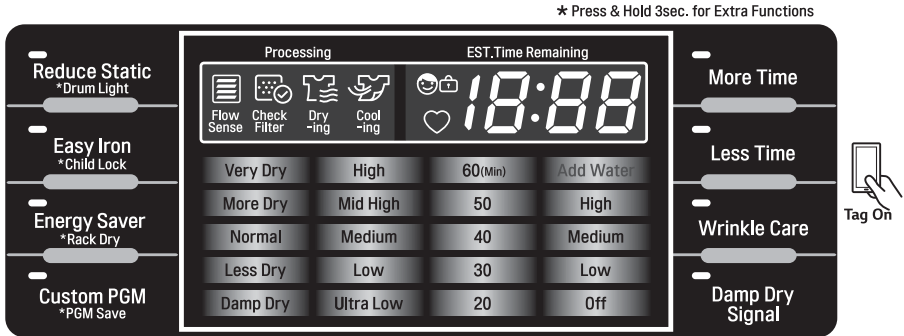 * Press & Hold 3sec. for Extra Functions
Reduce Static
*Drum Light
Easy Iron
*Child Lock
Energy Saver
*Rack Dry
Custom PGM
*PGM Save
Processing
EST.Time Remaining
Flow
Sense
Check
Filter
Dry
-ing
Cool
-ing
18:88
Very Dry High 60(Min) Add Water
More Dry Mid High 50 High
Normal Medium 40 Medium
Less Dry Low 30 Low
Damp Dry Ultra Low 20 Off
More Time
Less Time
Wrinkle Care
Damp Dry
Signal
Tag On